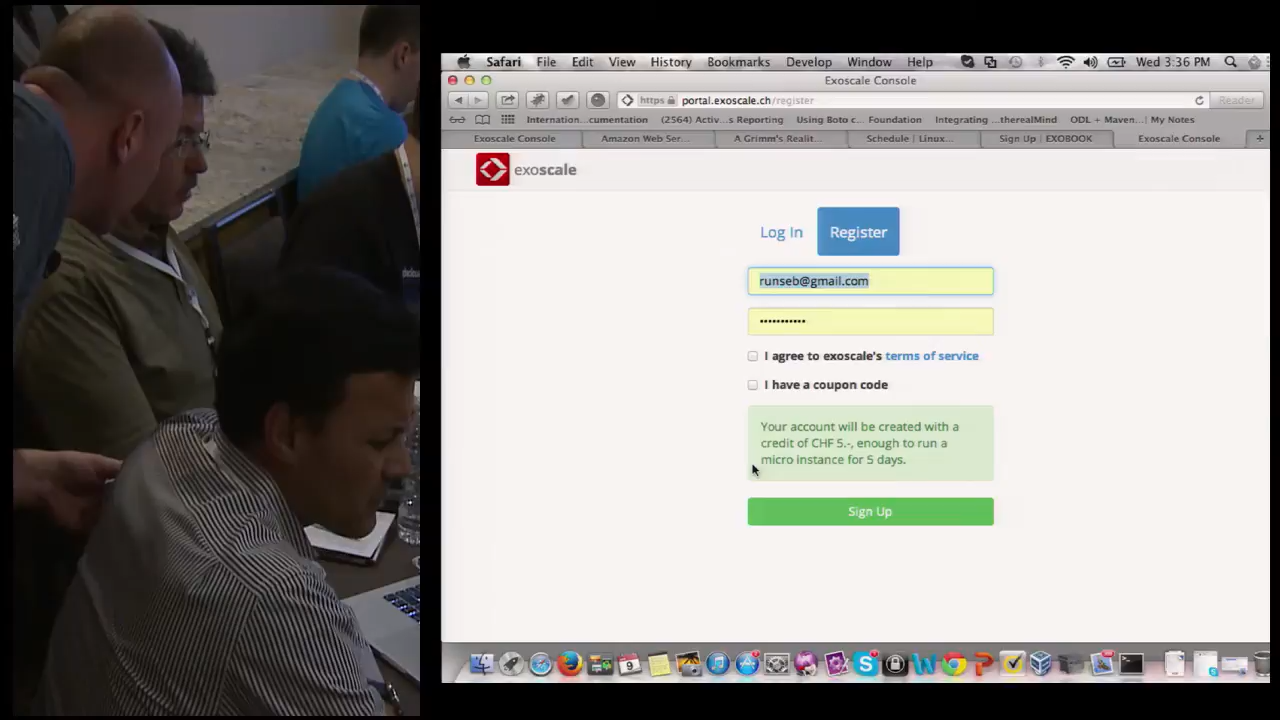 Safari File Edit View History Bookmarks Develop Window Help Wed 3:36 PM
Exoscale Console
https portal.exoscale.ch/register Reader
Internation...cumentation (2564) Activ...s Reporting Using Boto c... Foundation Integrating ...therealMind ODL + Maven... | My Notes
Exoscale Console Amazon Web Ser... A Grimm's Realit... Schedule | Linux... Sign Up | EXOBOOK Exoscale Console
exoscale
Log In Register
runseb@gmail.com
I agree to exoscale's terms of service
I have a coupon code
Your account will be created with a
credit of CHF 5.-, enough to run a
micro instance for 5 days.
Sign Up
9